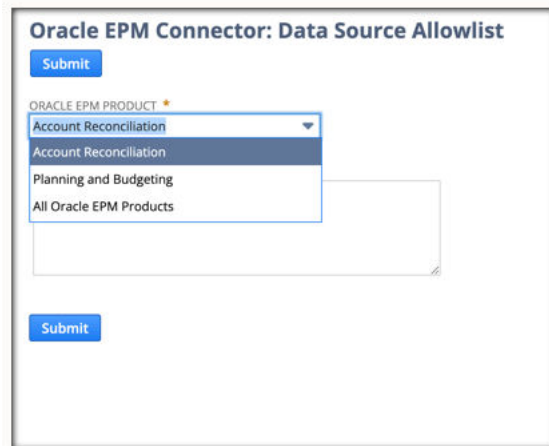 Oracle EPM Connector: Data Source Allowlist
Submit
ORACLE EPM PRODUCT *
Account Reconciliation
Account Reconciliation
Planning and Budgeting
All Oracle EPM Products
Submit